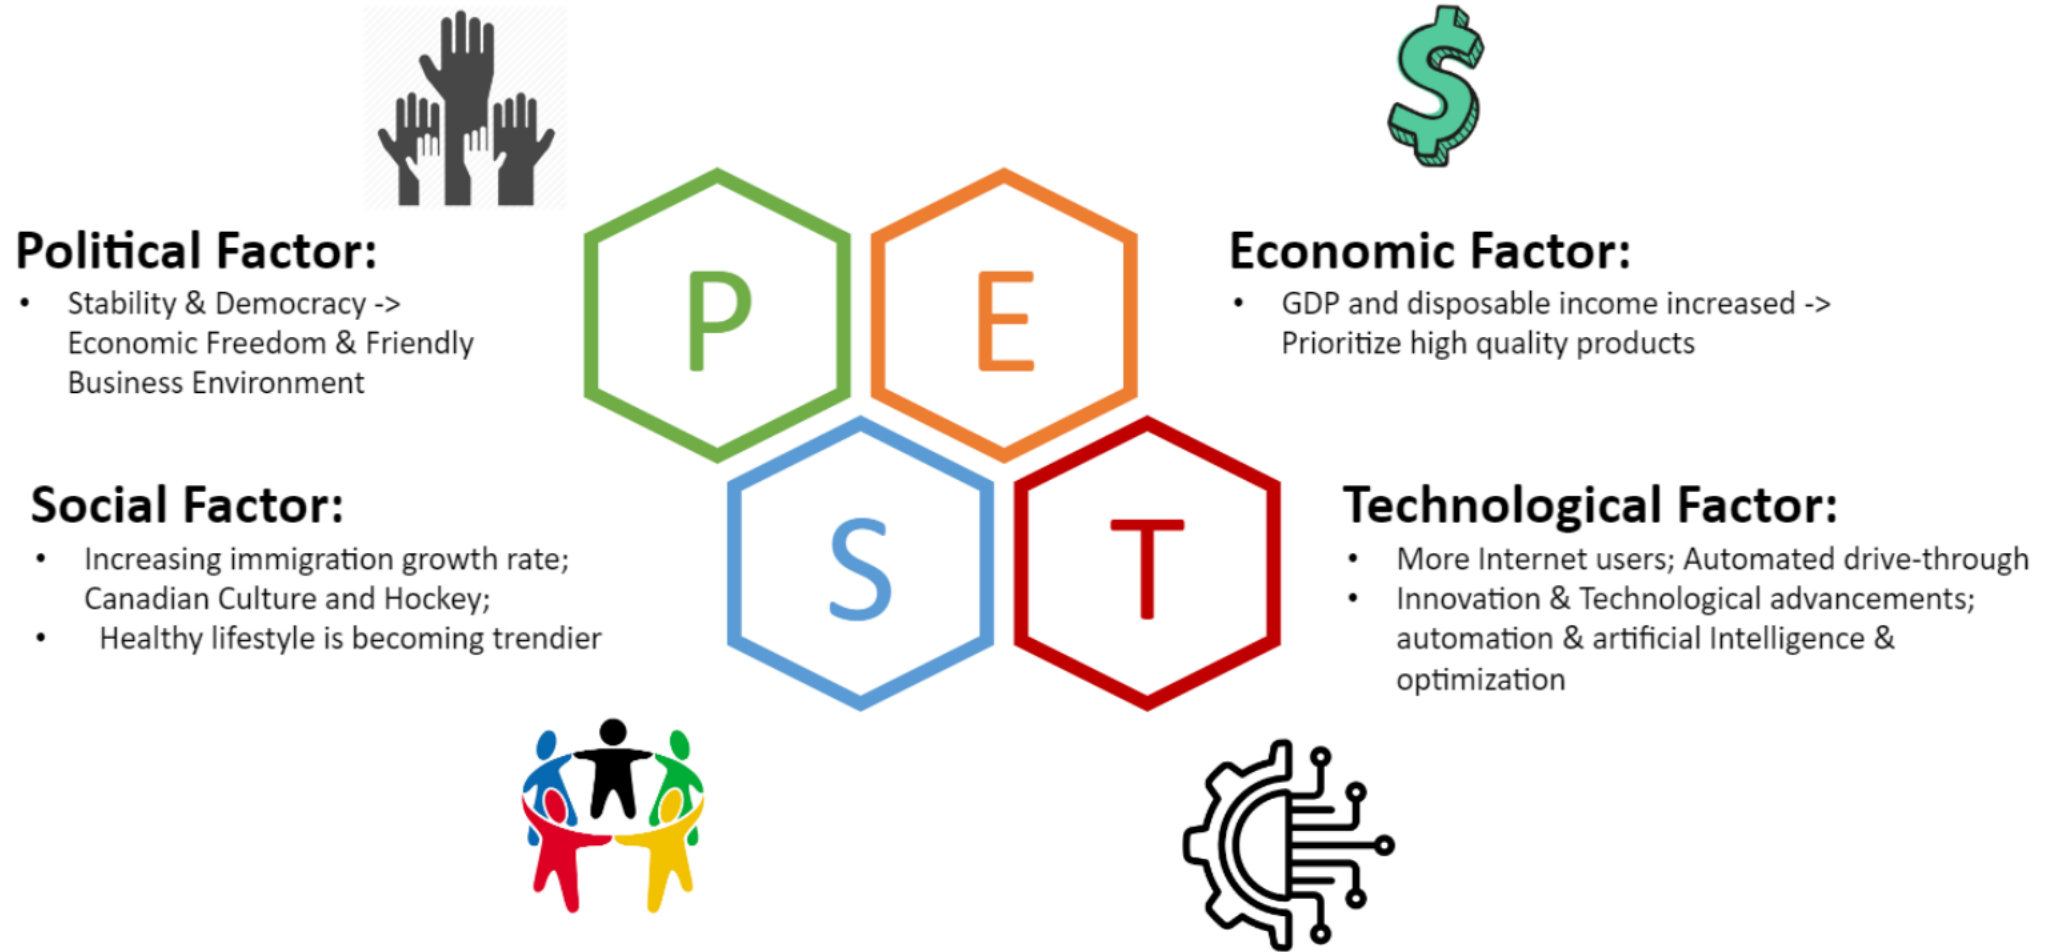 Political Factor:
• Stability & Democracy ->
Economic Freedom & Friendly
Business Environment
P
E
Economic Factor:
• GDP and disposable income increased ->
Prioritize high quality products
Social Factor:
• Increasing immigration growth rate;
Canadian Culture and Hockey;
• Healthy lifestyle is becoming trendier
S
T
Technological Factor:
• More Internet users; Automated drive-through
• Innovation & Technological advancements;
automation & artificial Intelligence &
optimization